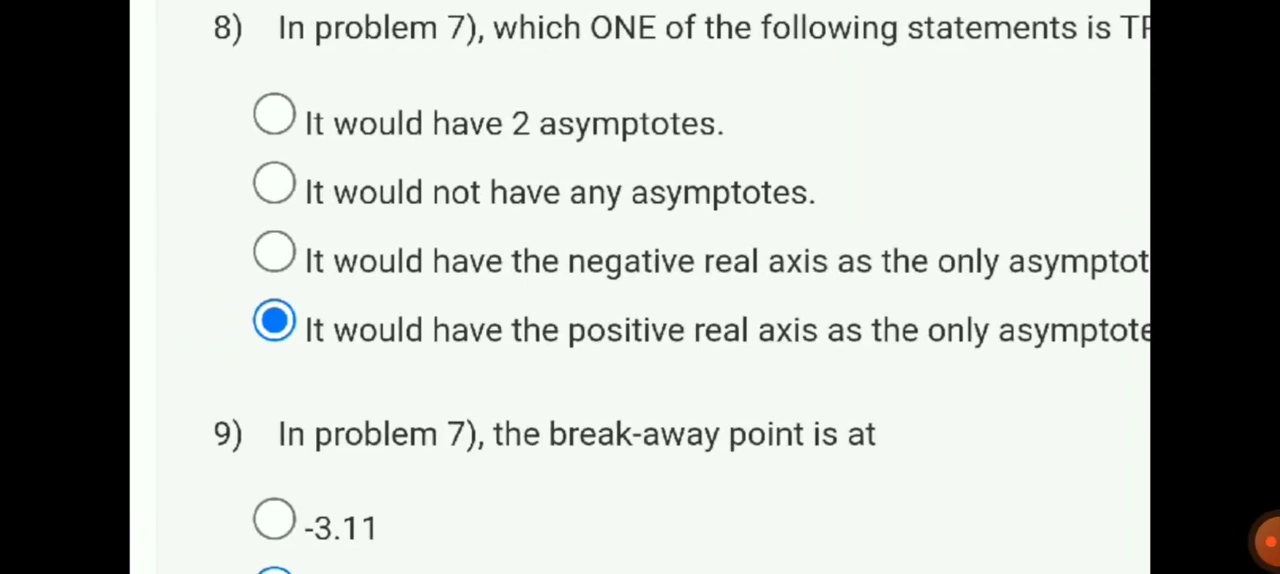 8) In problem 7), which ONE of the following statements is
It would have 2 asymptotes.
It would not have any asymptotes.
It would have the negative real axis as the only asymptot
It would have the positive real axis as the only asymptote
9) In problem 7), the break-away point is at
-3.11